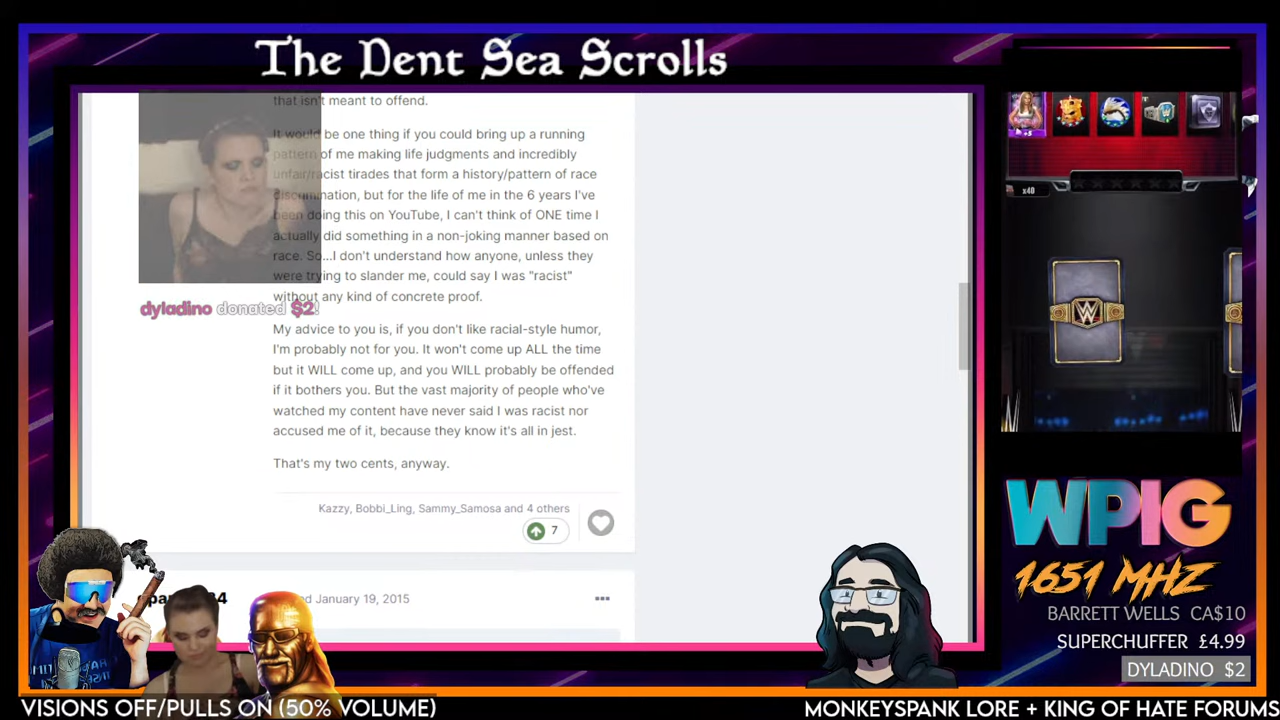 The Dent Sea Scrolls
that isn't meant to offend.
It would be one thing if you could bring up a running
pattern of me making life judgments and incredibly
unfair/racist tirades that form a history/pattern of race
discrimination, but for the life of me in the 6 years I've
been doing this on YouTube, I can't think of ONE time I
actually did something in a non-joking manner based on
race. So...I don't understand how anyone, unless they
were trying to slander me, could say I was "racist"
without any kind of concrete proof.
dyladino donated $2!
My advice to you is, if you don't like racial-style humor,
I'm probably not for you. It won't come up ALL the time
but it WILL come up, and you WILL probably be offended
if it bothers you. But the vast majority of people who've
watched my content have never said I was racist nor
accused me of it, because they know it's all in jest.
That's my two cents, anyway.
Kazzy, Bobbi_Ling, Sammy_Samosa and 4 others
7
January 19, 2015
x40
W
WPIG
1651 MHZ
BARRETT WELLS CA$10
SUPERCHUFFER £4.99
DYLADINO $2
VISIONS OFF/PULLS ON (50% VOLUME)
MONKEYSPANK LORE + KING OF HATE FORUMS